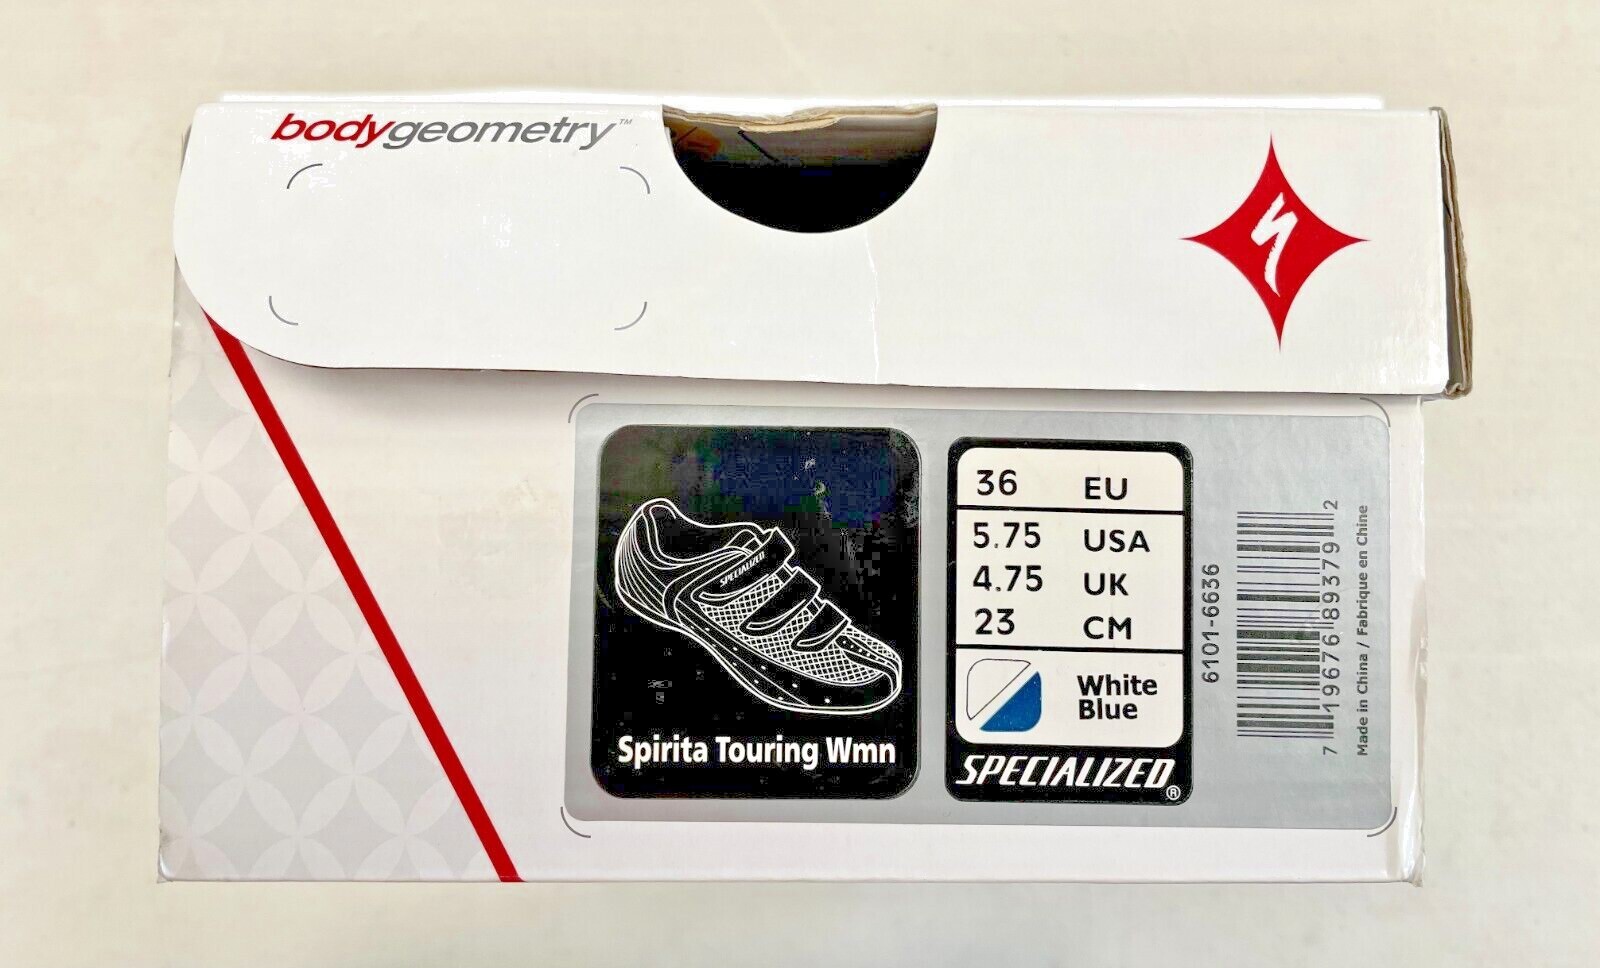 bodygeometry™
SPECIALIZED
Spirita Touring Wmn
36 EU
5.75 USA
4.75 UK
23 CM
White
Blue
SPECIALIZED®
6101-6636
7 19676 89379 2
Made in China / Fabrique en Chine